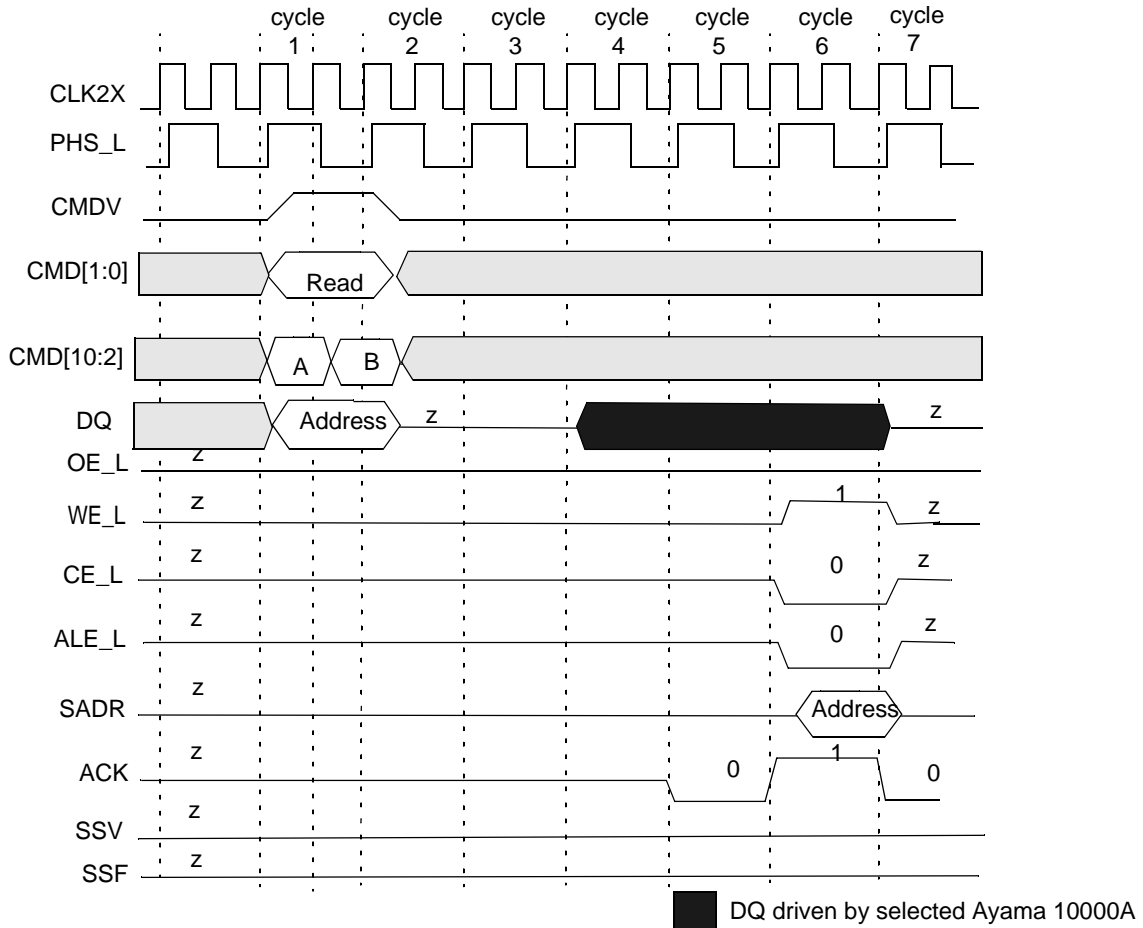 cycle cycle cycle cycle cycle cycle cycle
1 2 3 4 5 6 7
CLK2X
PHS_L
CMDV
CMD[1:0] Read
CMD[10:2] A B
DQ Address z z
OE_L z
WE_L z 1 z
CE_L z 0 z
ALE_L z 0 z
SADR z Address
ACK z 0 1 0
SSV z
SSF z
DQ driven by selected Ayama 10000A